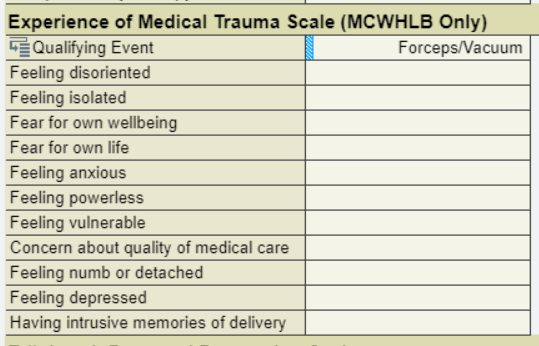 Experience of Medical Trauma Scale (MCWHLB Only)
Qualifying Event Forceps/Vacuum
Feeling disoriented
Feeling isolated
Fear for own wellbeing
Fear for own life
Feeling anxious
Feeling powerless
Feeling vulnerable
Concern about quality of medical care
Feeling numb or detached
Feeling depressed
Having intrusive memories of delivery